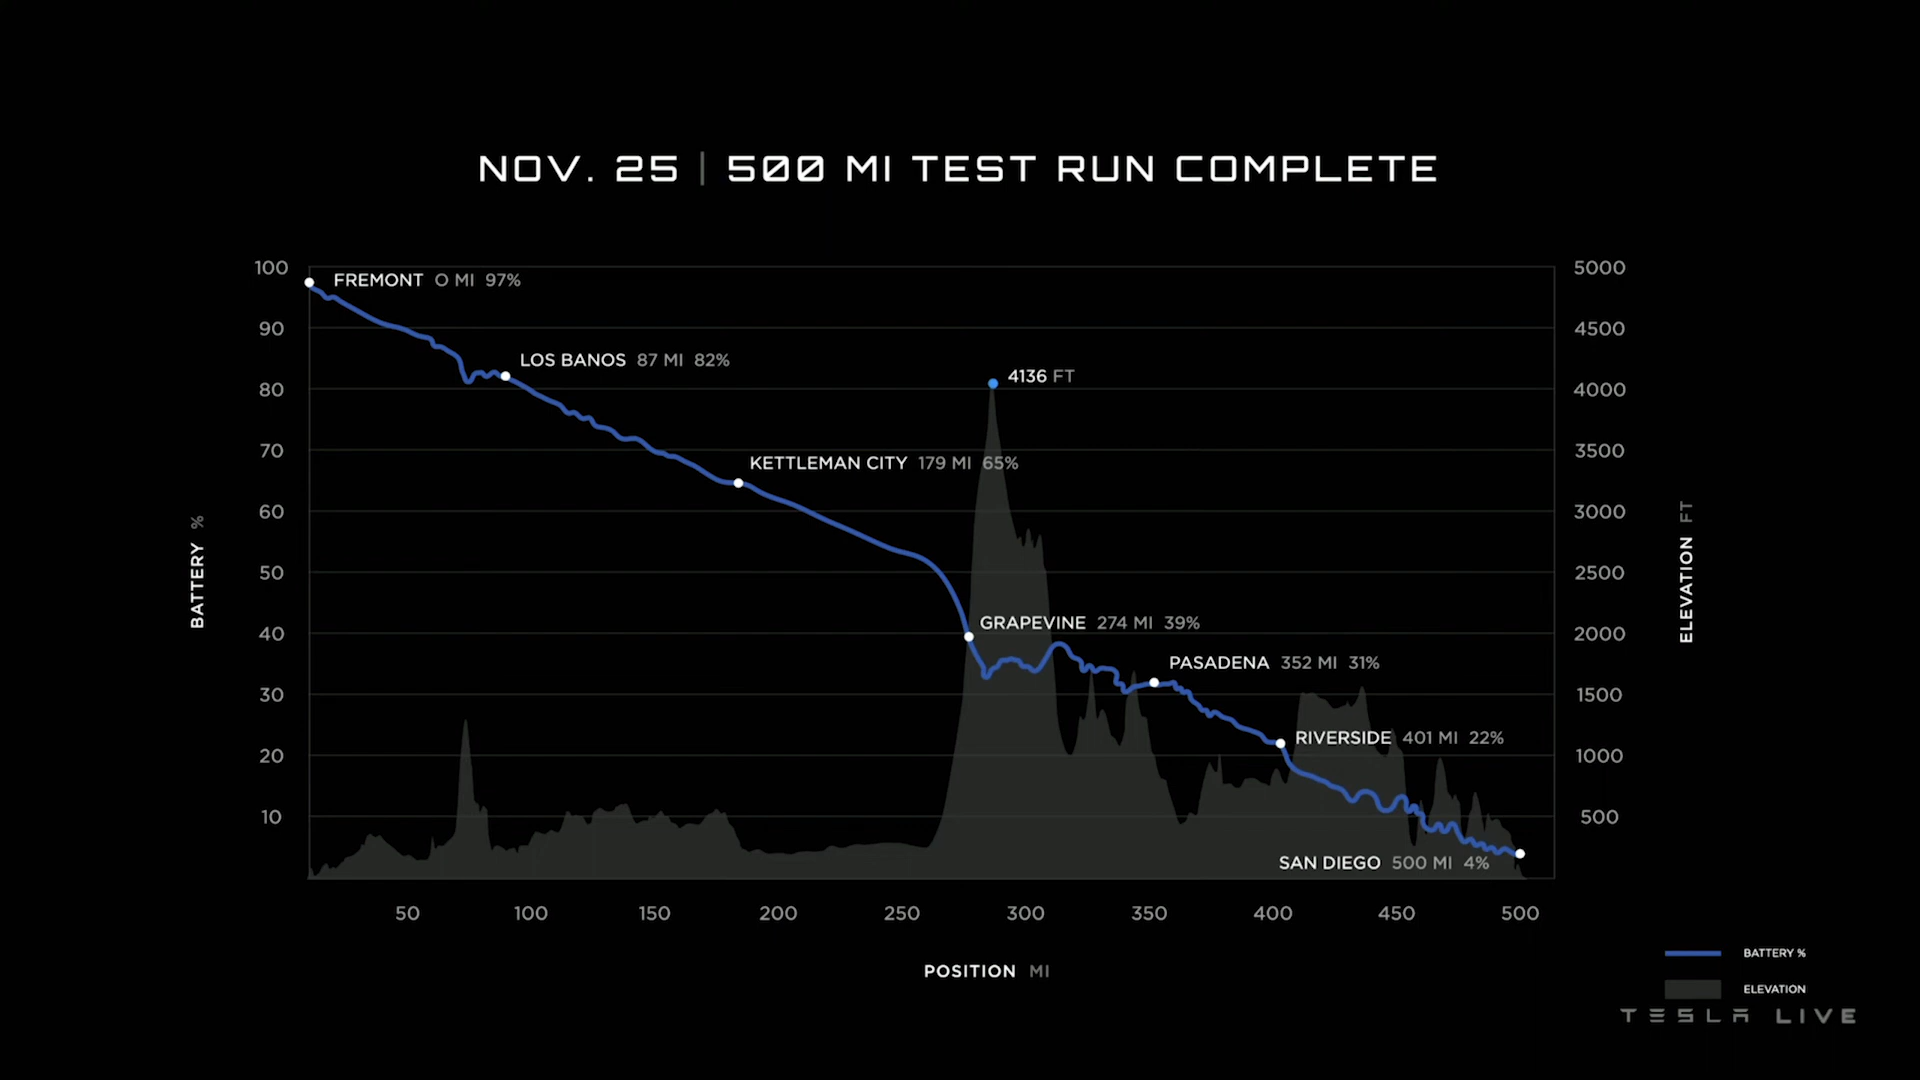 NOV. 25 | 500 MI TEST RUN COMPLETE
100
90
80
70
60
50
40
30
20
10
BATTERY %
5000
4500
4000
3500
3000
2500
2000
1500
1000
500
ELEVATION FT
FREMONT O MI 97%
LOS BANOS 87 MI 82%
4136 FT
KETTLEMAN CITY 179 MI 65%
GRAPEVINE 274 MI 39%
PASADENA 352 MI 31%
RIVERSIDE 401 MI 22%
SAN DIEGO 500 MI 4%
50 100 150 200 250 300 350 400 450 500
POSITION MI
BATTERY %
ELEVATION
TESLA LIVE